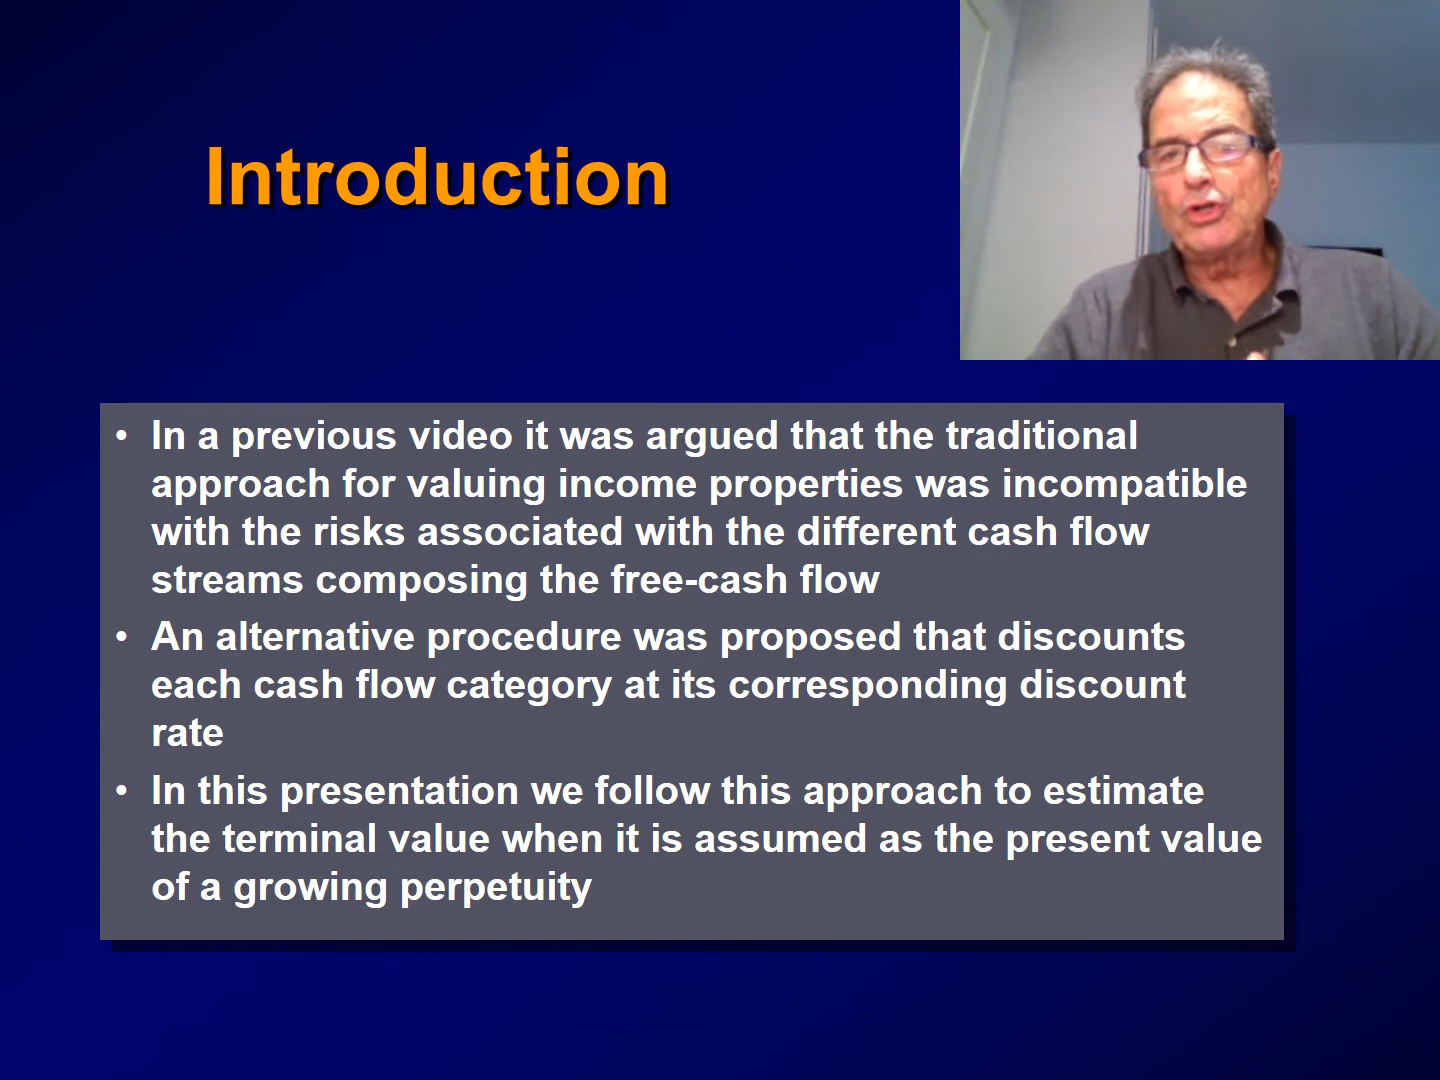 Introduction
• In a previous video it was argued that the traditional
approach for valuing income properties was incompatible
with the risks associated with the different cash flow
streams composing the free-cash flow
• An alternative procedure was proposed that discounts
each cash flow category at its corresponding discount
rate
• In this presentation we follow this approach to estimate
the terminal value when it is assumed as the present value
of a growing perpetuity